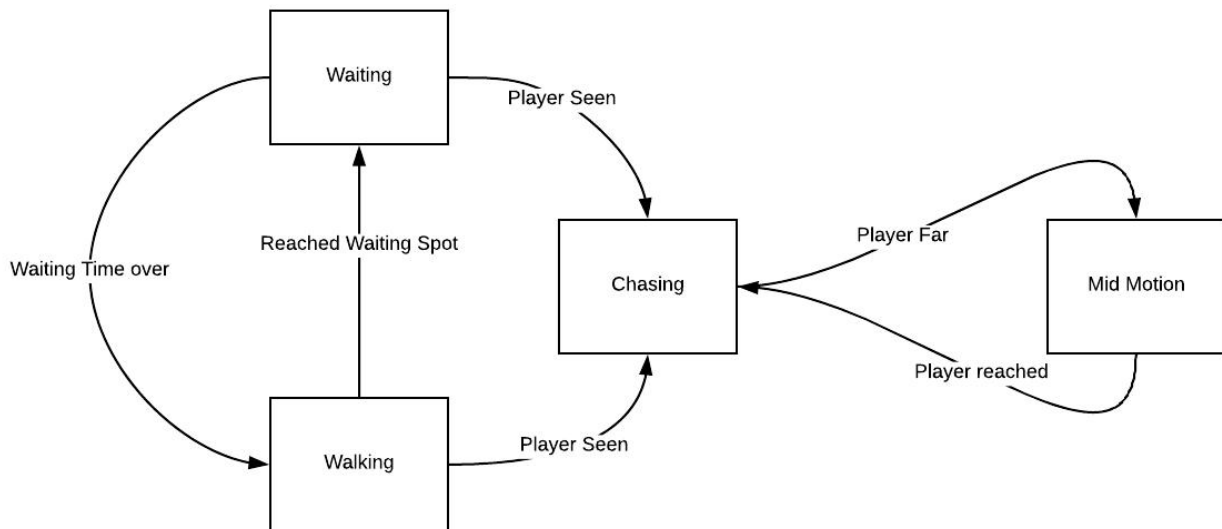 Waiting
Player Seen
Player Far
Reached Waiting Spot
Waiting Time over
Chasing
Mid Motion
Player reached
Player Seen
Walking